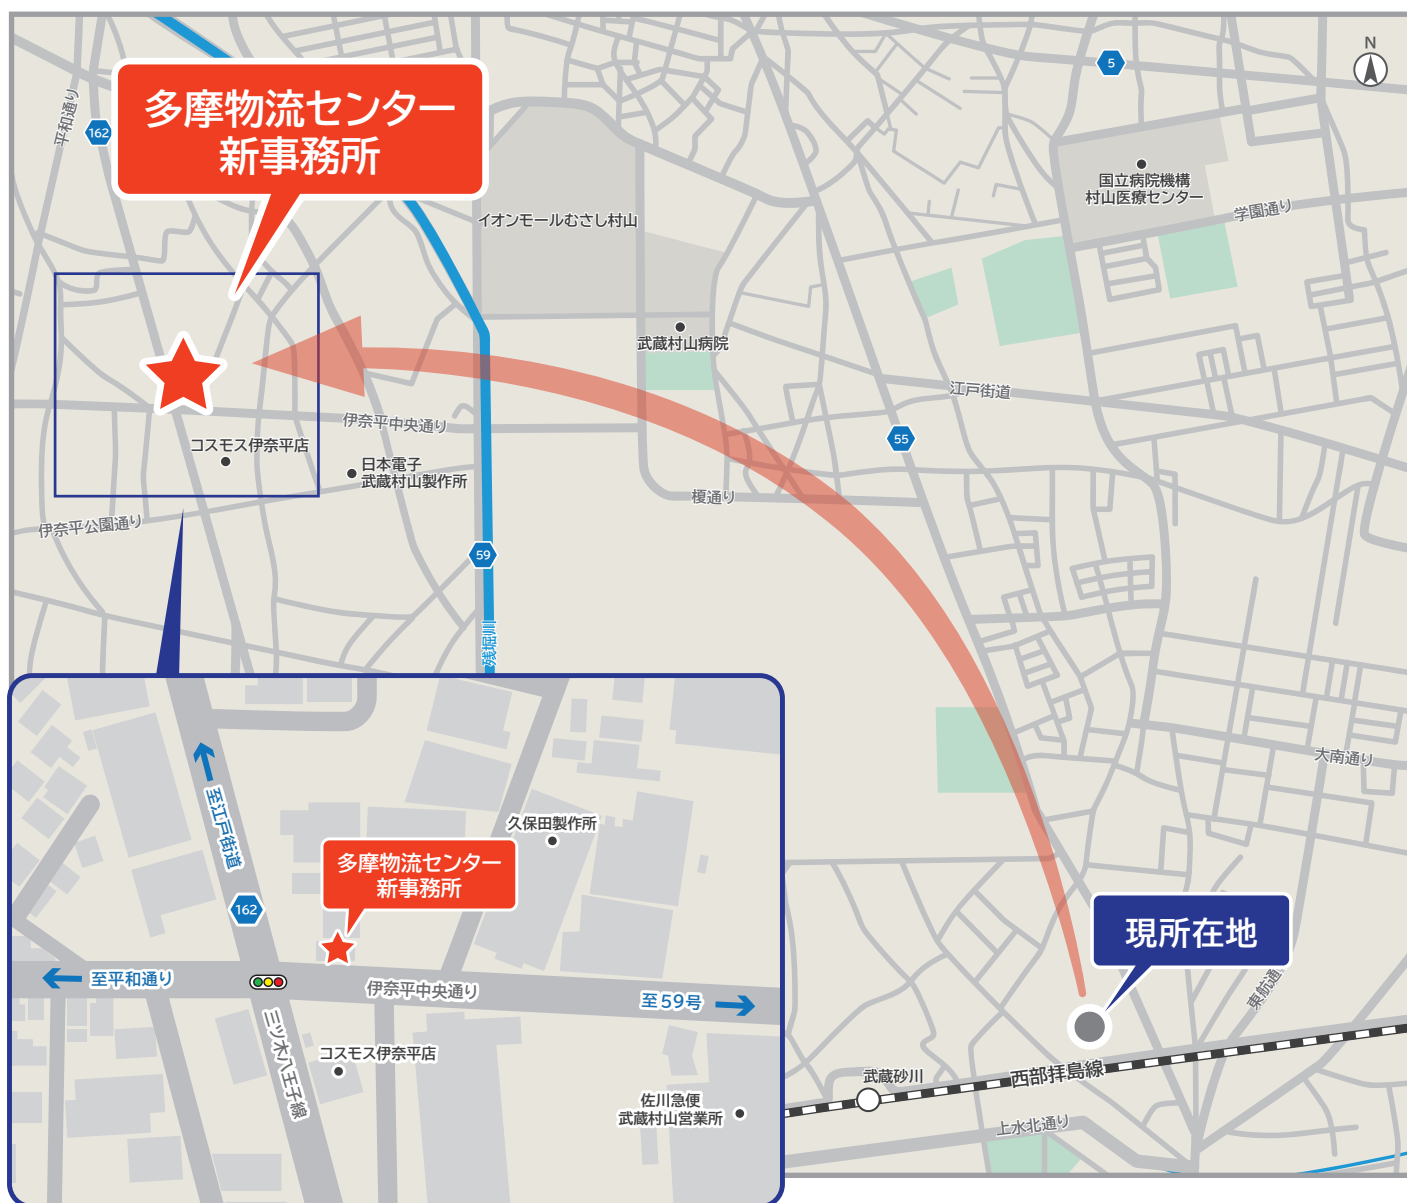 N
5
平和通り
162
多摩物流センター
新事務所
国立病院機構
村山医療センター
学園通り
イオンモールむさし村山
武蔵村山病院
江戸街道
伊奈平中央通り
55
コスモス伊奈平店
日本電子
武蔵村山製作所
榎通り
伊奈平公園通り
59
残堀川
大南通り
至江戸街道
久保田製作所
多摩物流センター
新事務所
162
現所在地
至平和通り
伊奈平中央通り
至59号
東航通り
三ツ木八王子線
コスモス伊奈平店
武蔵砂川
西部拝島線
佐川急便
武蔵村山営業所
上水北通り